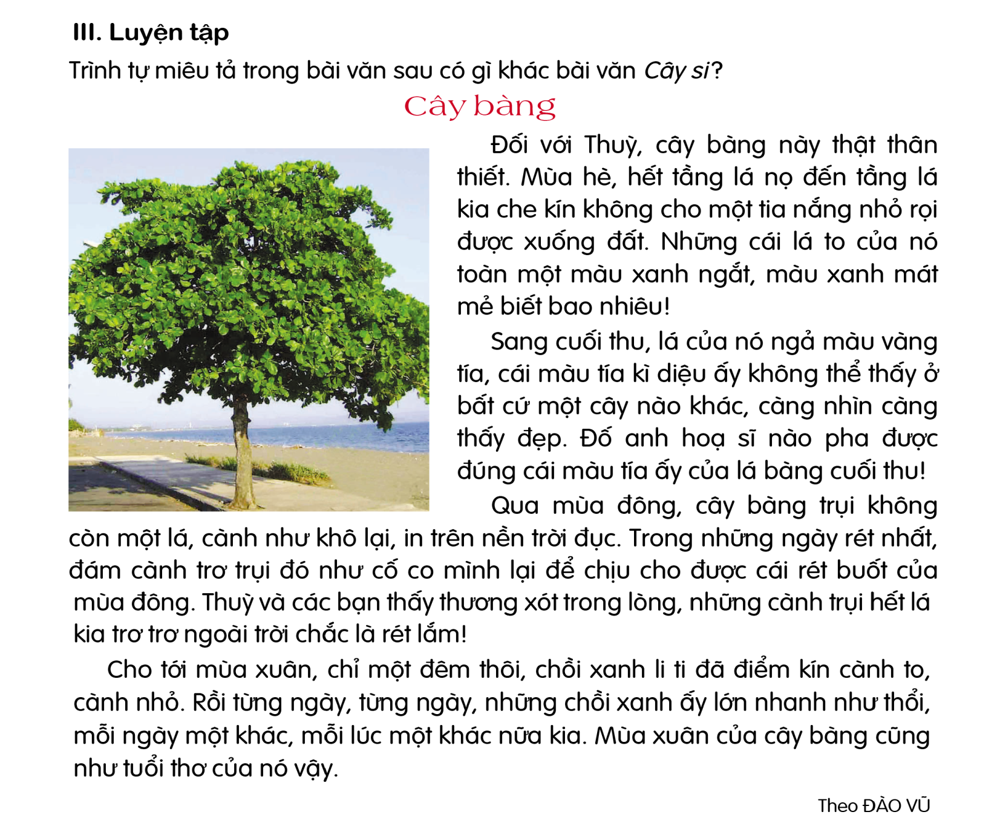 III. Luyện tập
Trình tự miêu tả trong bài văn sau có gì khác bài văn Cây si?
Cây bàng
Đối với Thuỳ, cây bàng này thật thân
thiết. Mùa hè, hết tầng lá nọ đến tầng lá
kia che kín không cho một tia nắng nhỏ rọi
được xuống đất. Những cái lá to của nó
toàn một màu xanh ngắt, màu xanh mát
mẻ biết bao nhiêu!
Sang cuối thu, lá của nó ngả màu vàng
tía, cái màu tía kì diệu ấy không thể thấy ở
bất cứ một cây nào khác, càng nhìn càng
thấy đẹp. Đố anh hoạ sĩ nào pha được
đúng cái màu tía ấy của lá bàng cuối thu!
Qua mùa đông, cây bàng trụi không
còn một lá, cành như khô lại, in trên nền trời đục. Trong những ngày rét nhất,
đám cành trơ trụi đó như cố co mình lại để chịu cho được cái rét buốt của
mùa đông. Thuỳ và các bạn thấy thương xót trong lòng, những cành trụi hết lá
kia trơ trơ ngoài trời chắc là rét lắm!
Cho tới mùa xuân, chỉ một đêm thôi, chồi xanh li ti đã điểm kín cành to,
cành nhỏ. Rồi từng ngày, từng ngày, những chồi xanh ấy lớn nhanh như thổi,
mỗi ngày một khác, mỗi lúc một khác nữa kia. Mùa xuân của cây bàng cũng
như tuổi thơ của nó vậy.
Theo ĐÀO VŨ